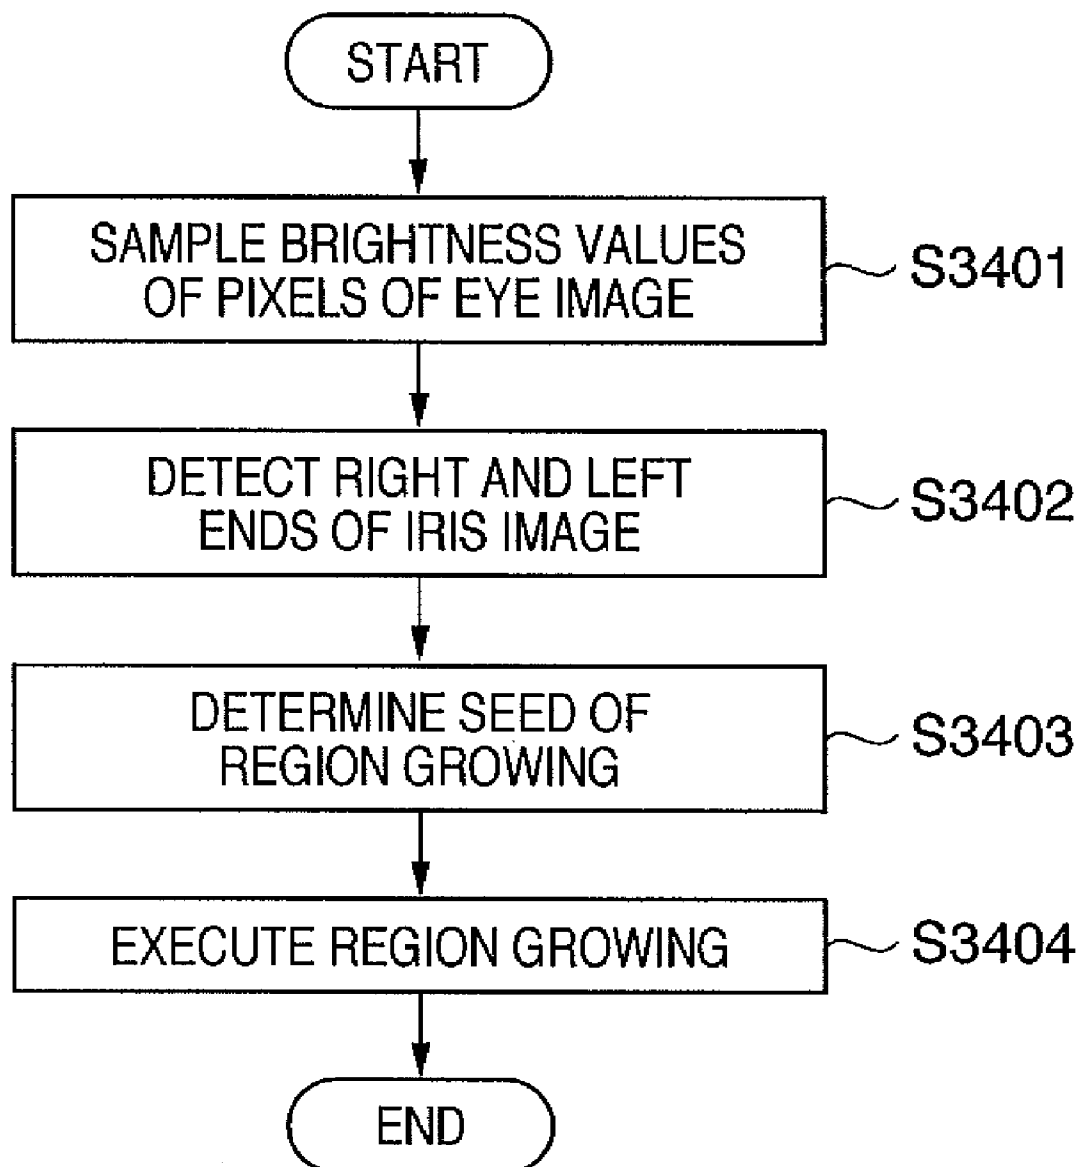 START
SAMPLE BRIGHTNESS VALUES
OF PIXELS OF EYE IMAGE
S3401
DETECT RIGHT AND LEFT
ENDS OF IRIS IMAGE
S3402
DETERMINE SEED OF
REGION GROWING
S3403
EXECUTE REGION GROWING
S3404
END